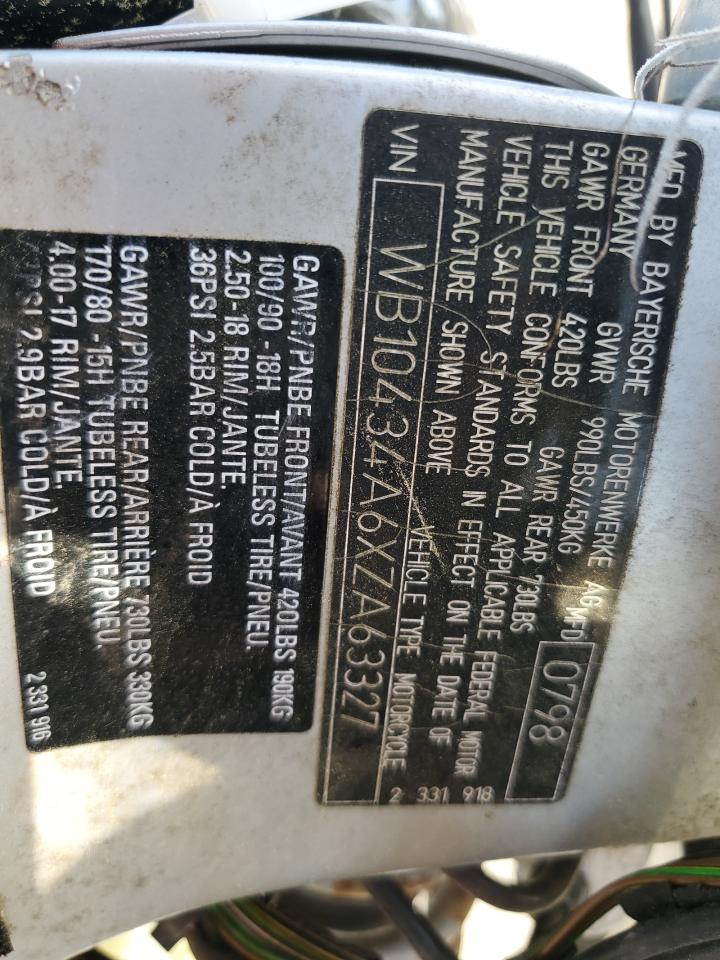 MFD BY BAYERISCHE MOTORENWERKE AG
GERMANY GVWR 990LBS/450KG MFD 0798
GAWR FRONT 420LBS GAWR REAR 730LBS
THIS VEHICLE CONFORMS TO ALL APPLICABLE FEDERAL MOTOR
VEHICLE SAFETY STANDARDS IN EFFECT ON THE DATE OF
MANUFACTURE SHOWN ABOVE VEHICLE TYPE MOTORCYCLE
2 331 918
VIN WB10434A6XZA63327
GAWR/PNBE FRONT/AVANT 420LBS 190KG
100/90 -18H TUBELESS TIRE/PNEU.
2.50-18 RIM/JANTE.
36PSI 2.5BAR COLD/À FROID
GAWR/PNBE REAR/ARRIÈRE 730LBS 330KG
170/80 -15H TUBELESS TIRE/PNEU.
4.00-17 RIM/JANTE.
2.9BAR COLD/À FROID
2 331 916